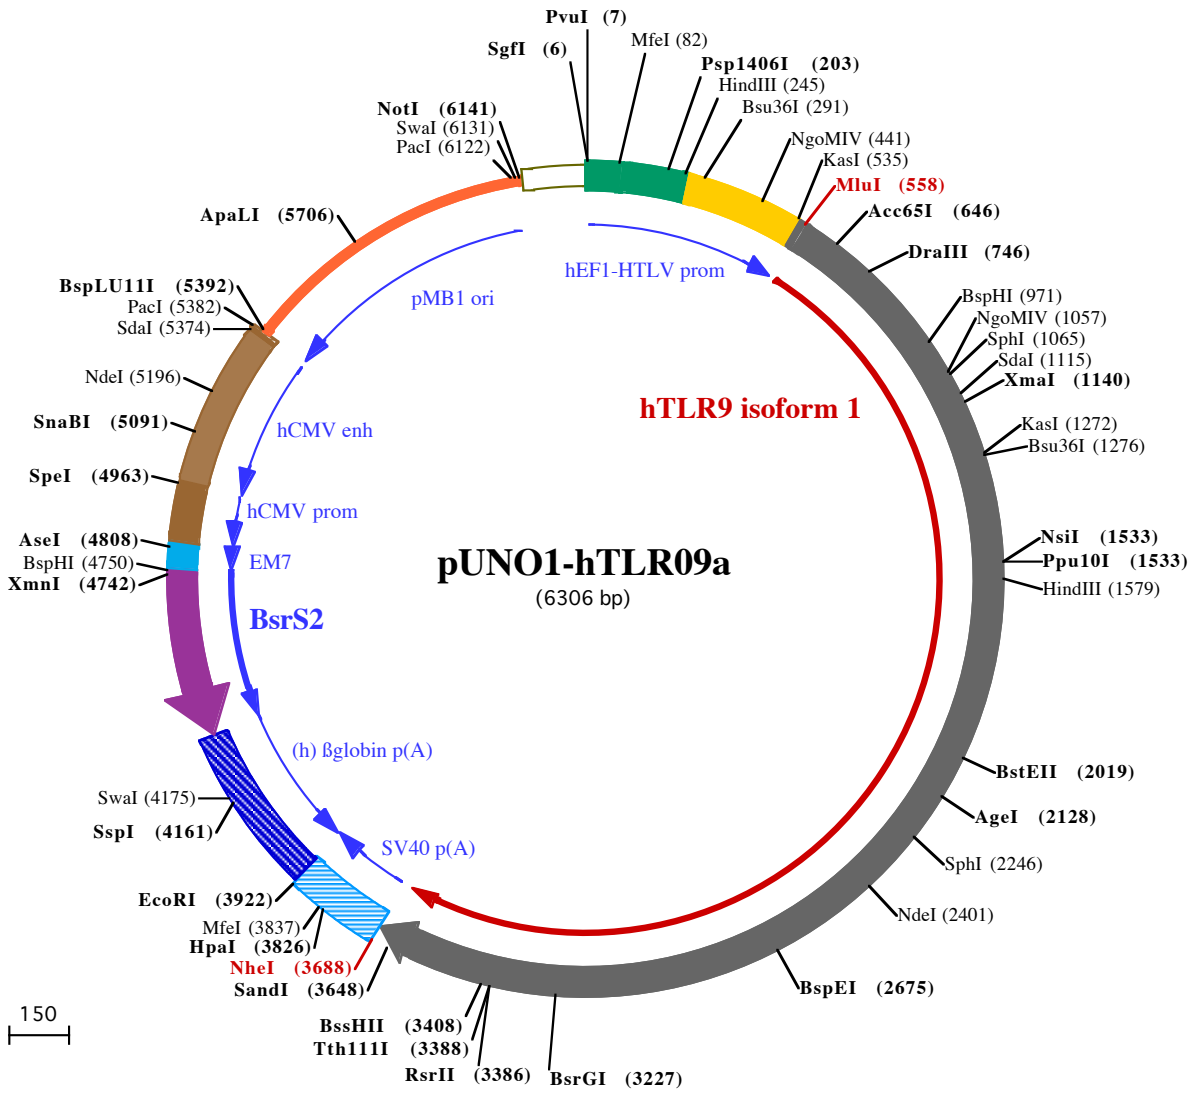 PvuI (7)
SgfI (6)
MfeI (82)
Psp1406I (203)
HindIII (245)
Bsu36I (291)
NotI (6141)
SwaI (6131)
PacI (6122)
NgoMIV (441)
KasI (535)
MluI (558)
Acc65I (646)
ApaLI (5706)
DraIII (746)
hEF1-HTLV prom
BspLU11I (5392)
PacI (5382)
SdaI (5374)
pMB1 ori
BspHI (971)
NgoMIV (1057)
SphI (1065)
SdaI (1115)
XmaI (1140)
NdeI (5196)
SnaBI (5091)
hCMV enh
hTLR9 isoform 1
KasI (1272)
Bsu36I (1276)
SpeI (4963)
hCMV prom
AseI (4808)
BspHI (4750)
XmnI (4742)
EM7
pUNO1-hTLR09a
(6306 bp)
NsiI (1533)
Ppu10I (1533)
HindIII (1579)
BsrS2
(h) ßglobin p(A)
BstEII (2019)
SwaI (4175)
SspI (4161)
AgeI (2128)
SV40 p(A)
SphI (2246)
EcoRI (3922)
MfeI (3837)
HpaI (3826)
NheI (3688)
SandI (3648)
NdeI (2401)
BspEI (2675)
150
BssHII (3408)
Tth111I (3388)
RsrII (3386)
BsrGI (3227)